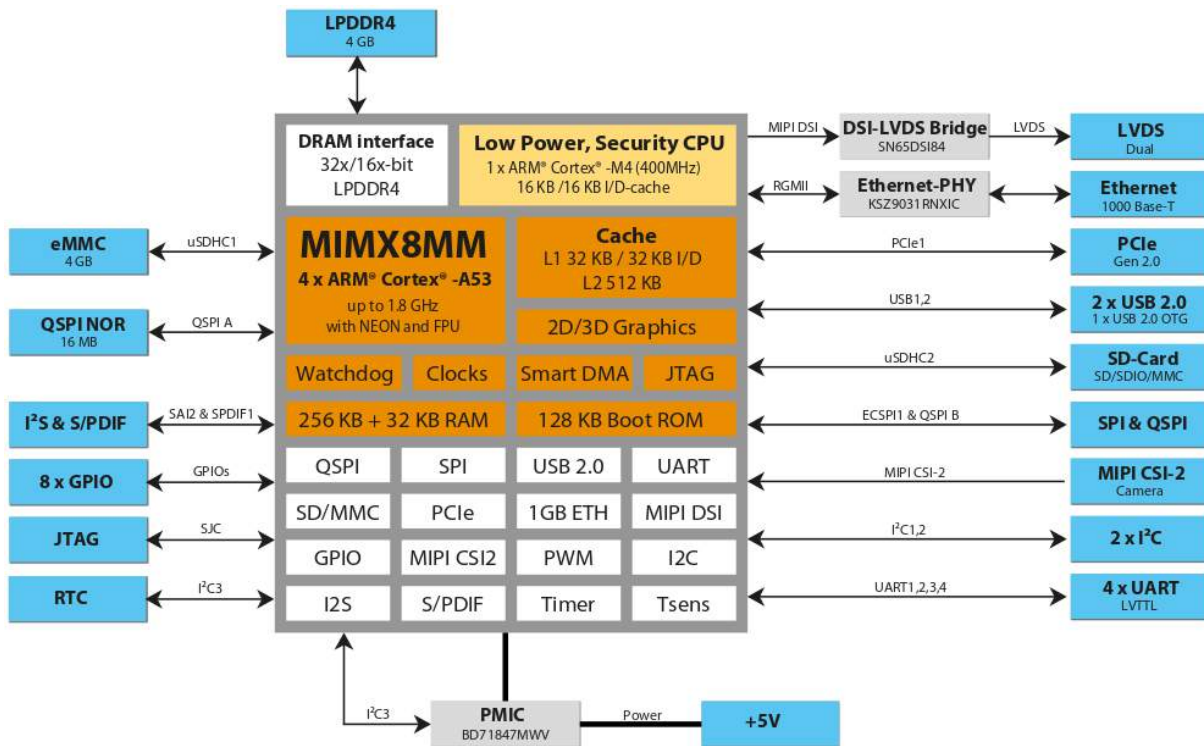 LPDDR4
4 GB
DRAM interface
32x/16x-bit
LPDDR4
Low Power, Security CPU
1 x ARM® Cortex® -M4 (400MHz)
16 KB /16 KB I/D-cache
MIPI DSI
DSI-LVDS Bridge
SN65DSI84
LVDS
LVDS
Dual
RGMII
Ethernet-PHY
KSZ9031RNXIC
Ethernet
1000 Base-T
eMMC
4 GB
uSDHC1
MIMX8MM
4 x ARM® Cortex® -A53
up to 1.8 GHz
with NEON and FPU
Cache
L1 32 KB / 32 KB I/D
L2 512 KB
PCIe1
PCIe
Gen 2.0
QSPI NOR
16 MB
QSPI A
2D/3D Graphics
USB1,2
2 x USB 2.0
1 x USB 2.0 OTG
Watchdog
Clocks
Smart DMA
JTAG
uSDHC2
SD-Card
SD/SDIO/MMC
I²S & S/PDIF
SAI2 & SPDIF1
256 KB + 32 KB RAM
128 KB Boot ROM
ECSPI1 & QSPI B
SPI & QSPI
8 x GPIO
GPIOs
QSPI
SPI
USB 2.0
UART
MIPI CSI-2
MIPI CSI-2
Camera
JTAG
SJC
SD/MMC
PCIe
1GB ETH
MIPI DSI
I²C1,2
2 x I²C
RTC
I²C3
GPIO
MIPI CSI2
PWM
I2C
UART1,2,3,4
4 x UART
LVTTL
I2S
S/PDIF
Timer
Tsens
I²C3
PMIC
BD71847MWV
Power
+5V